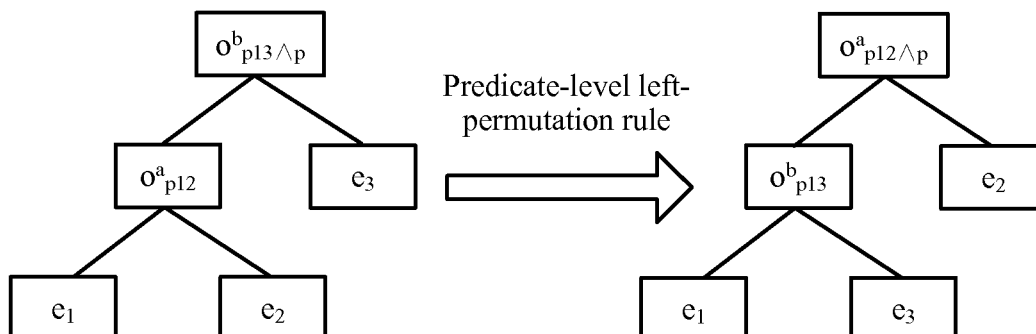 o^b_p13∧p
o^a_p12∧p
Predicate-level left-
permutation rule
o^a_p12
e₃
o^b_p13
e₂
e₁
e₂
e₁
e₃